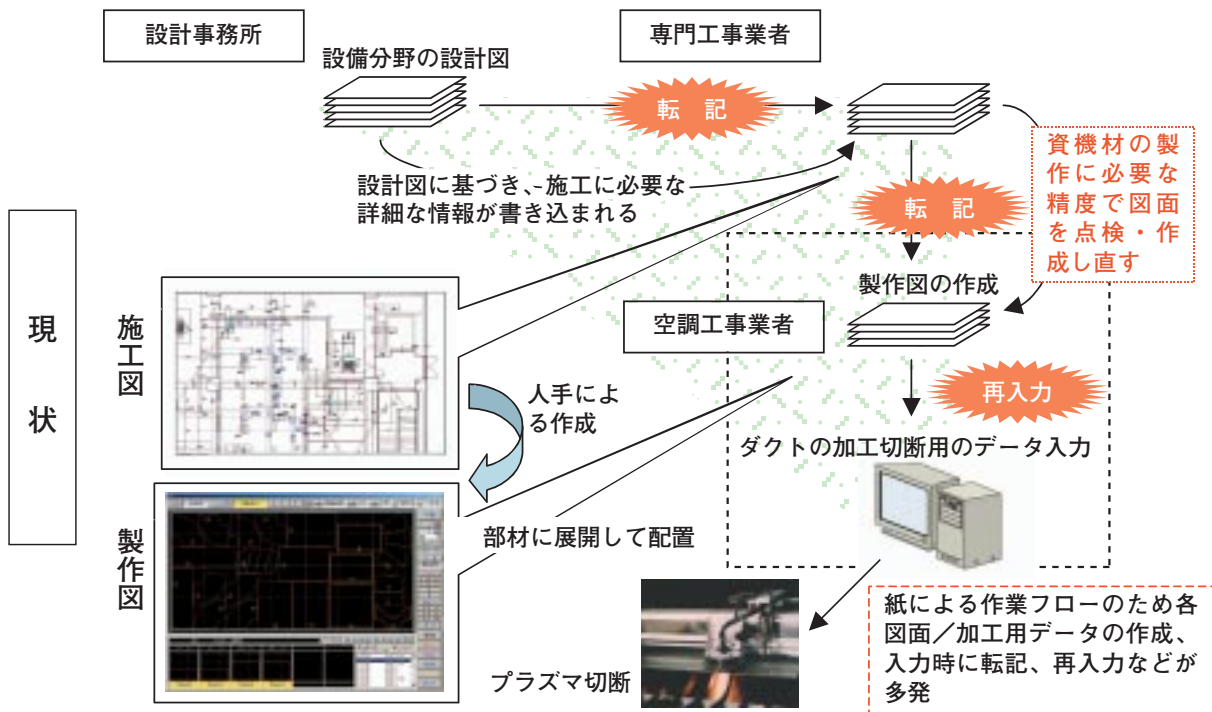 設計事務所
専門工事業者
設備分野の設計図
転 記
設計図に基づき、施工に必要な
詳細な情報が書き込まれる
転 記
資機材の製
作に必要な
精度で図面
を点検・作
成し直す
現状
施工図
製作図の作成
空調工事業者
人手によ
る作成
再入力
ダクトの加工切断用のデータ入力
製作図
部材に展開して配置
プラズマ切断
紙による作業フローのため各
図面／加工用データの作成、
入力時に転記、再入力などが
多発